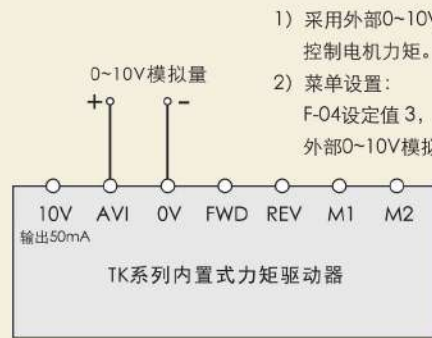 1）采用外部0~10V
控制电机力矩。
2）菜单设置：
F-04设定值 3，
外部0~10V模拟
0~10V模拟量
+ -
10V AVI 0V FWD REV M1 M2
输出50mA
TK系列内置式力矩驱动器